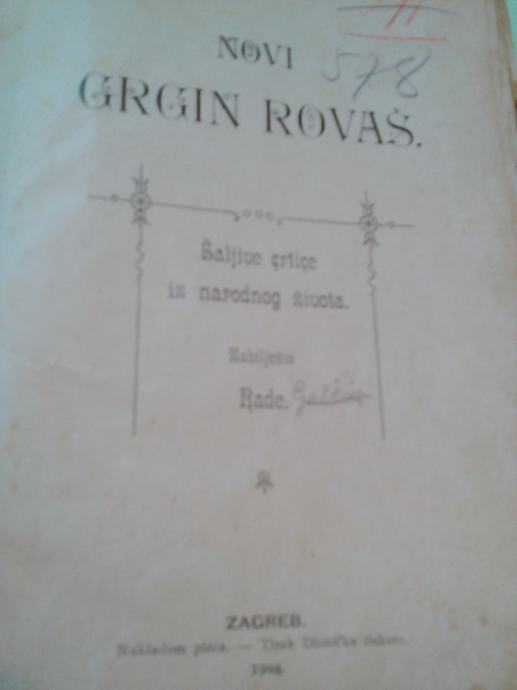 578
NOVI
GRGIN ROVAŠ.
Šaljive crtice
iz narodnog života.
Zabilježio
Rade.
ZAGREB.
Nakladom pisca. — Tisak Dioničke tiskare.